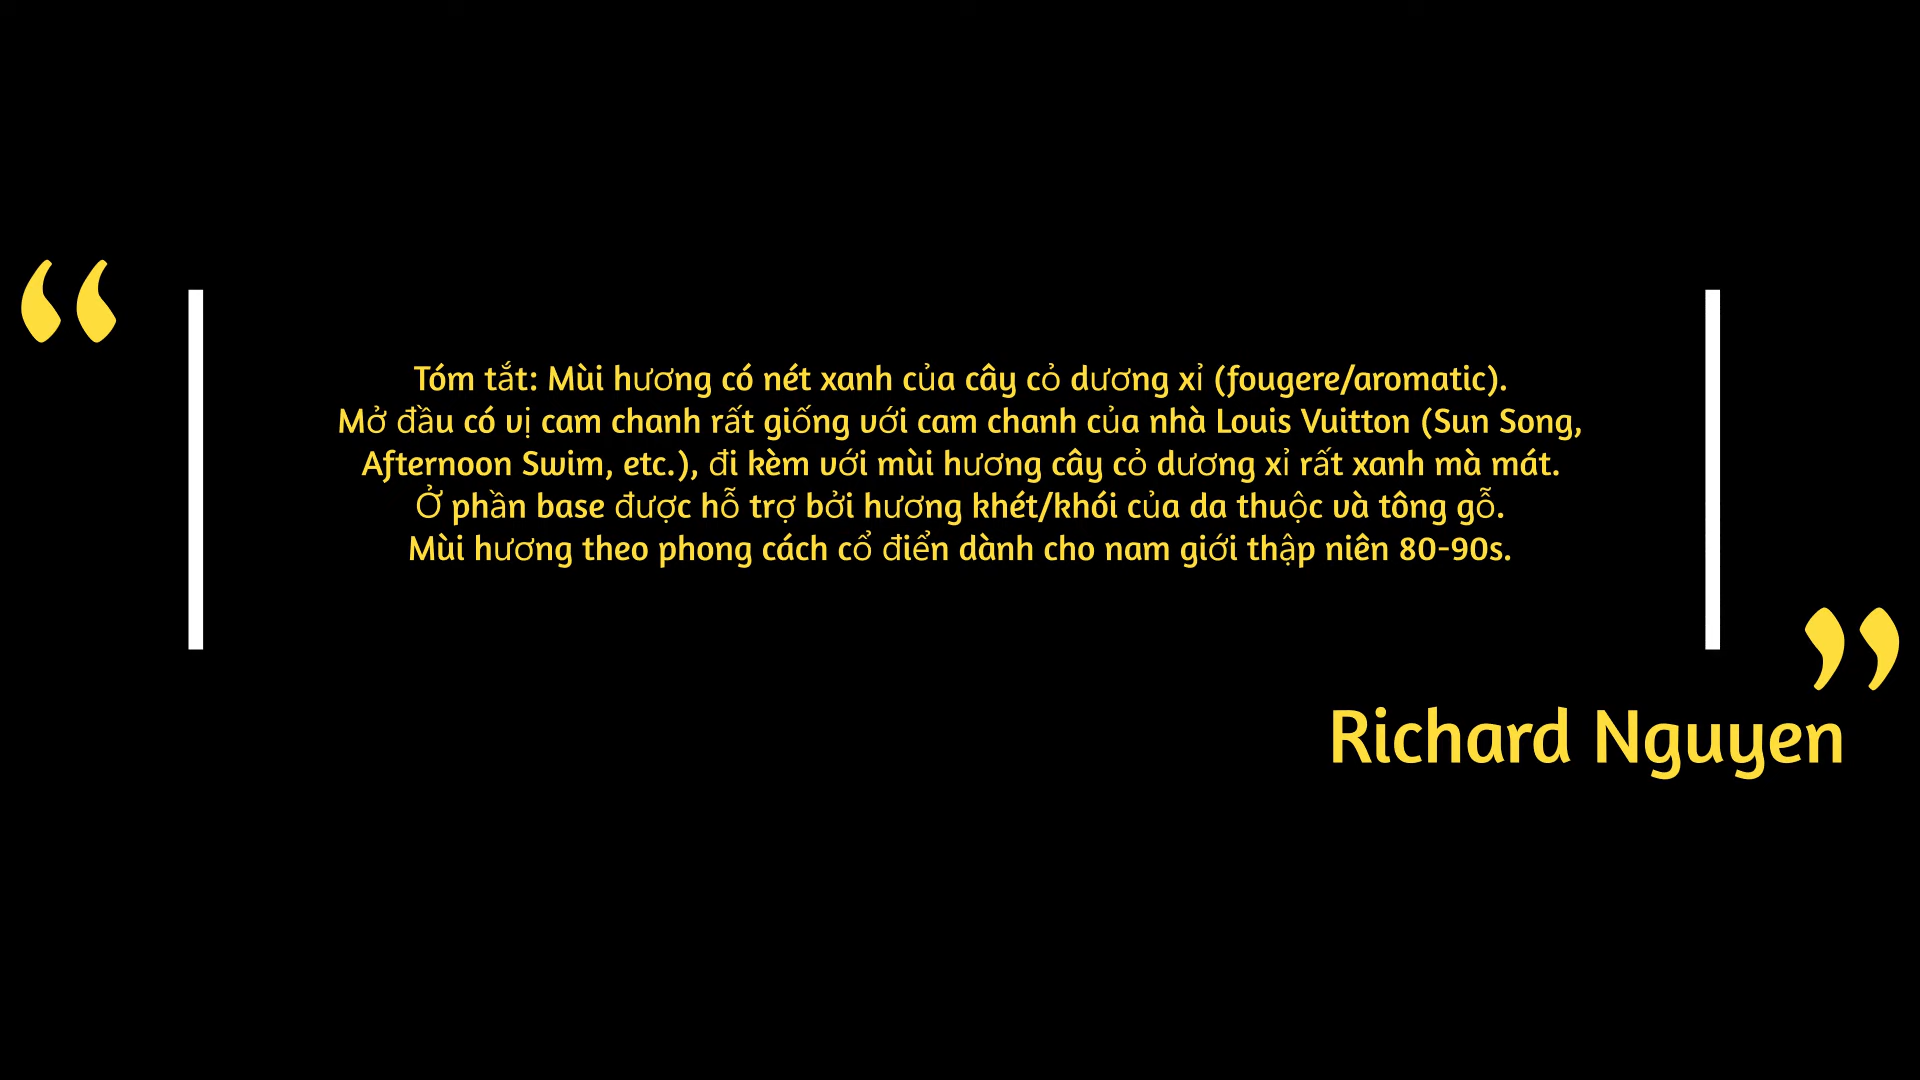 “
Tóm tắt: Mùi hương có nét xanh của cây cỏ dương xỉ (fougere/aromatic).
Mở đầu có vị cam chanh rất giống với cam chanh của nhà Louis Vuitton (Sun Song,
Afternoon Swim, etc.), đi kèm với mùi hương cây cỏ dương xỉ rất xanh mà mát.
Ở phần base được hỗ trợ bởi hương khét/khói của da thuộc và tông gỗ.
Mùi hương theo phong cách cổ điển dành cho nam giới thập niên 80-90s.
”
Richard Nguyen